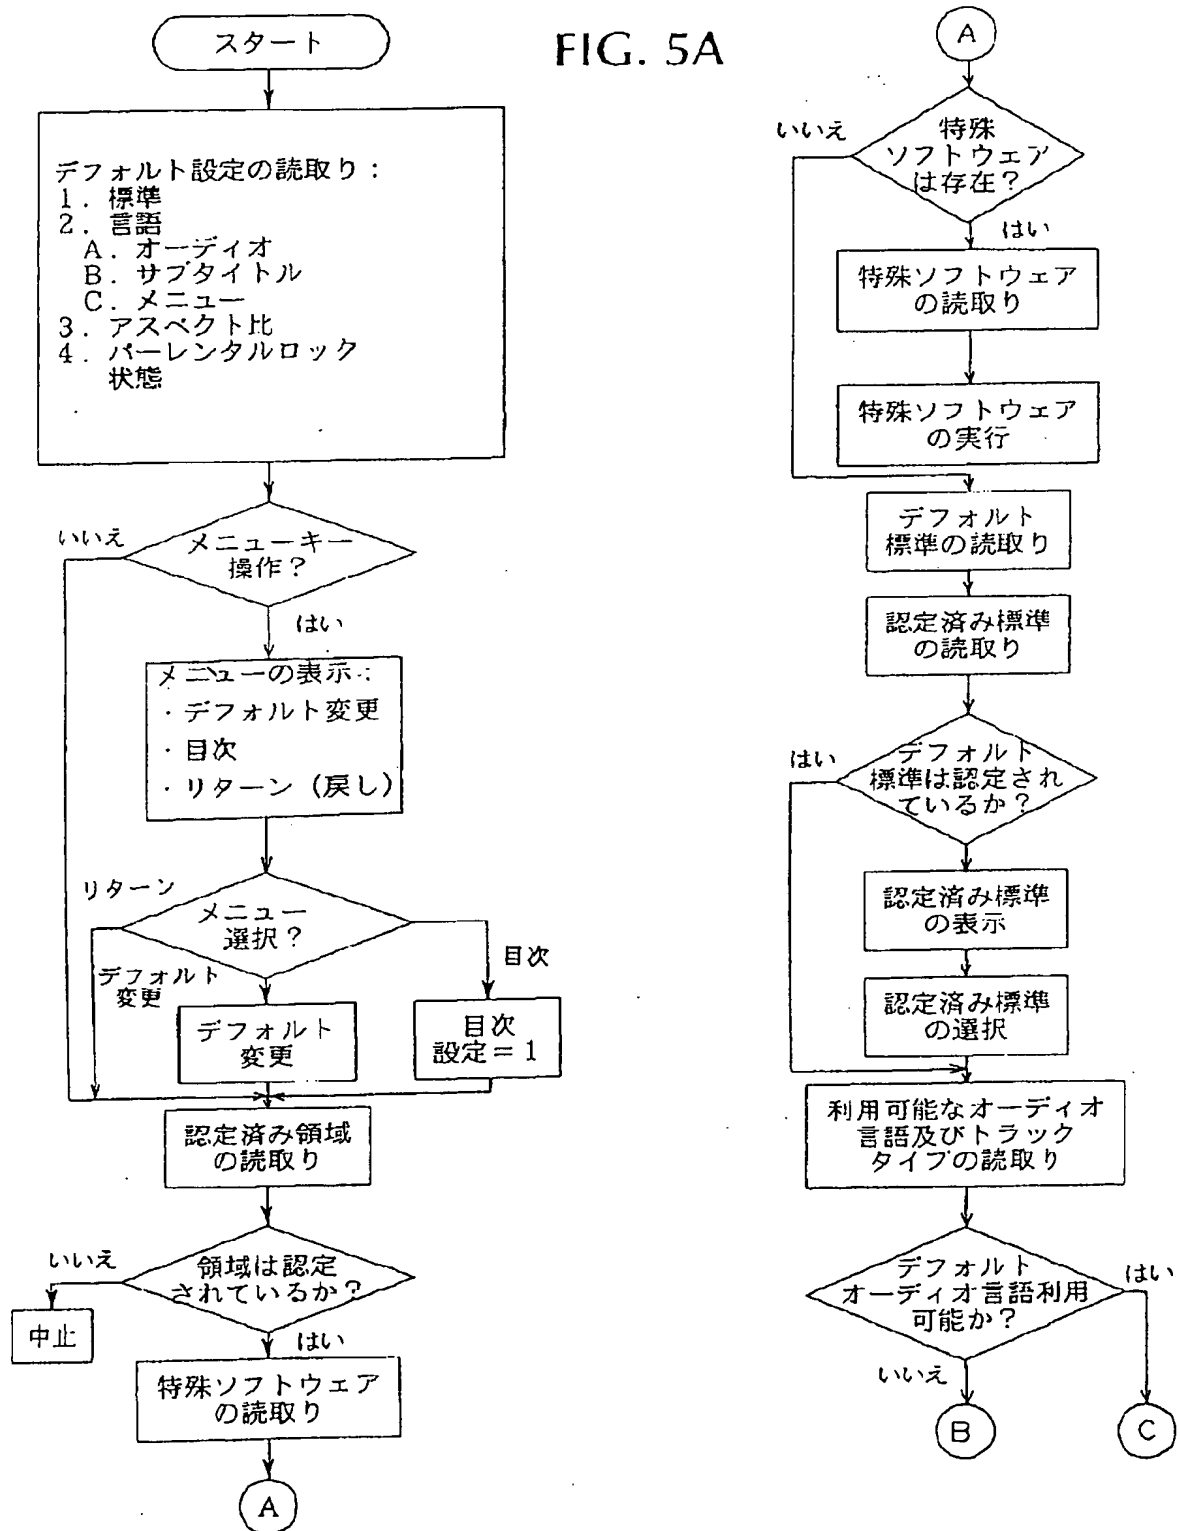 FIG. 5A
スタート
デフォルト設定の読取り：
1．標準
2．言語
A．オーディオ
B．サブタイトル
C．メニュー
3．アスペクト比
4．パーレンタルロック
状態
いいえ
メニューキー
操作？
はい
メニューの表示：
・デフォルト変更
・目次
・リターン（戻し）
リターン
メニュー
選択？
目次
デフォルト
変更
デフォルト
変更
目次
設定＝1
認定済み領域
の読取り
いいえ
領域は認定
されているか？
中止
はい
特殊ソフトウェア
の読取り
A
A
いいえ
特殊
ソフトウェア
は存在？
はい
特殊ソフトウェア
の読取り
特殊ソフトウェア
の実行
デフォルト
標準の読取り
認定済み標準
の読取り
はい
デフォルト
標準は認定され
ているか？
認定済み標準
の表示
認定済み標準
の選択
利用可能なオーディオ
言語及びトラック
タイプの読取り
デフォルト
オーディオ言語利用
可能か？
はい
いいえ
B
C